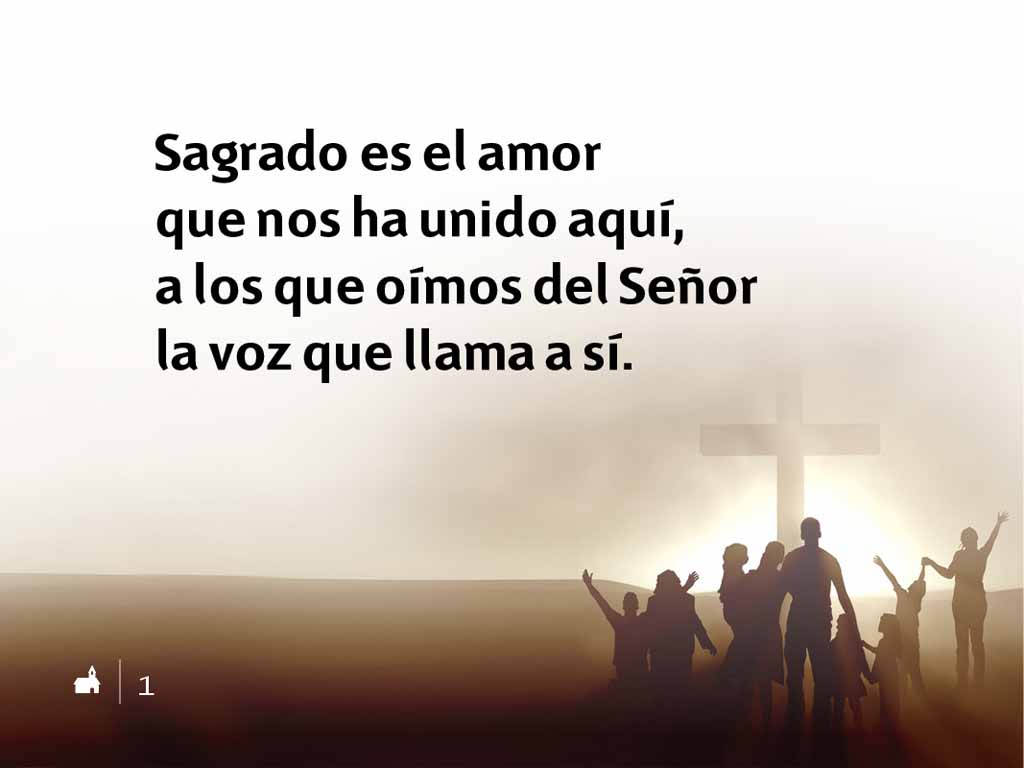 Sagrado es el amor
que nos ha unido aquí,
a los que oímos del Señor
la voz que llama a sí.
1